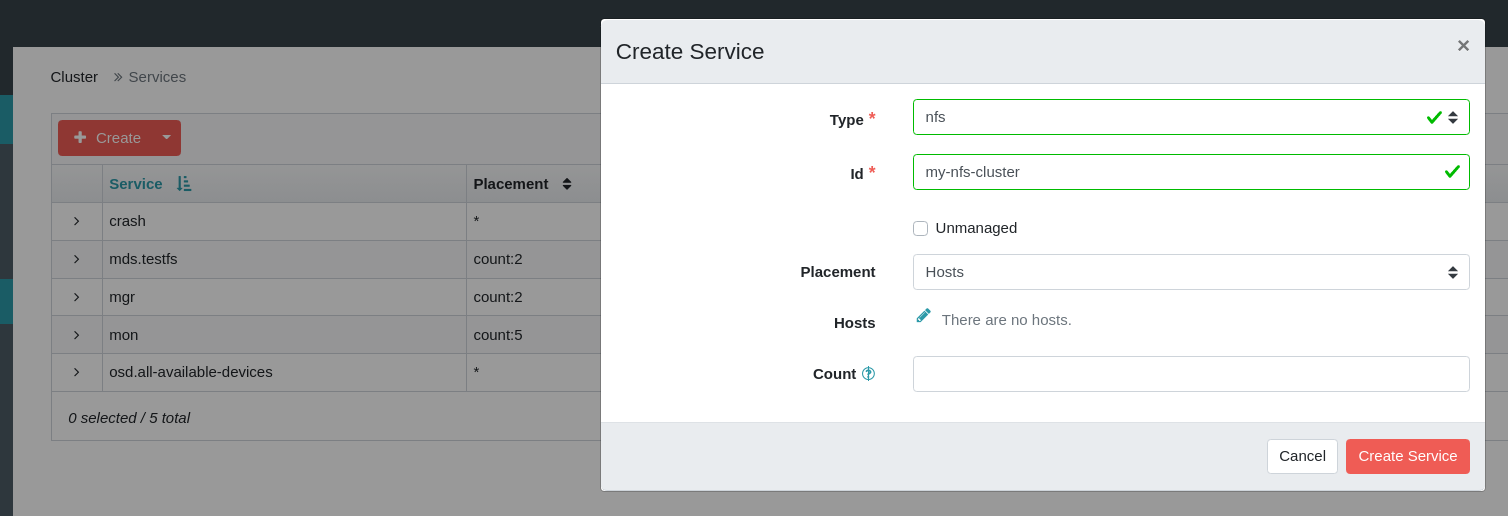 Cluster » Services
Create
Service Placement
crash *
mds.testfs count:2
mgr count:2
mon count:5
osd.all-available-devices *
0 selected / 5 total
Create Service ×
Type * nfs
Id * my-nfs-cluster
Unmanaged
Placement Hosts
Hosts There are no hosts.
Count ?
Cancel Create Service